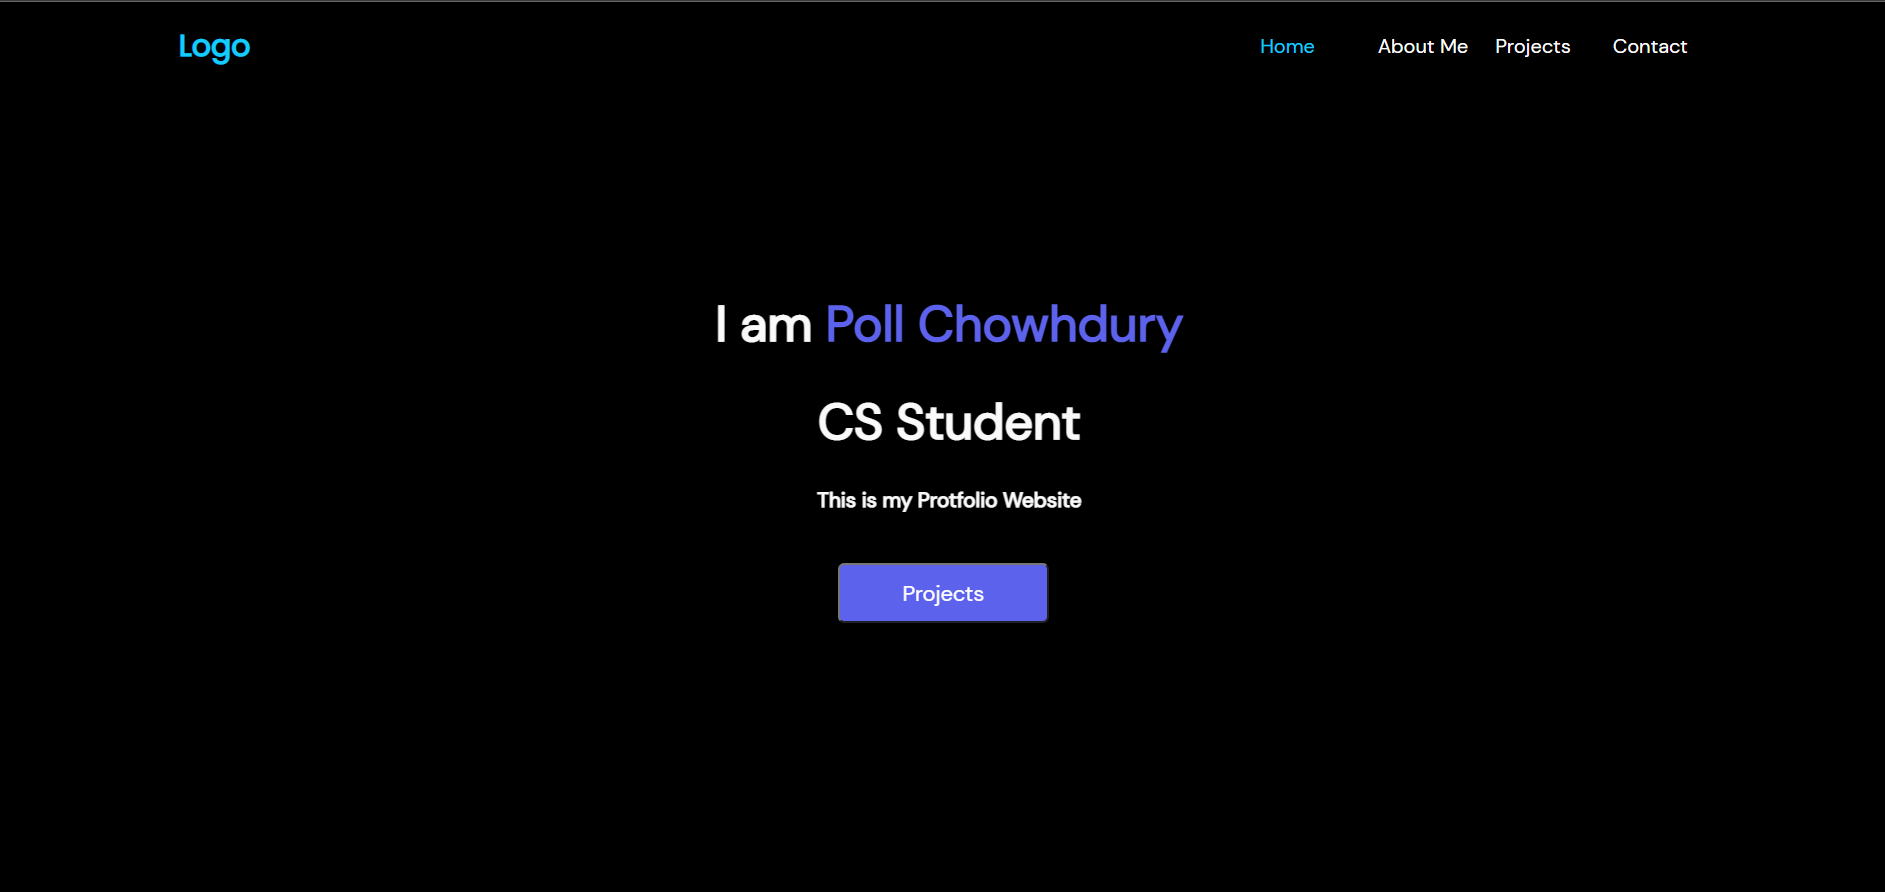 Logo
Home About Me Projects Contact
I am Poll Chowhdury
CS Student
This is my Protfolio Website
Projects